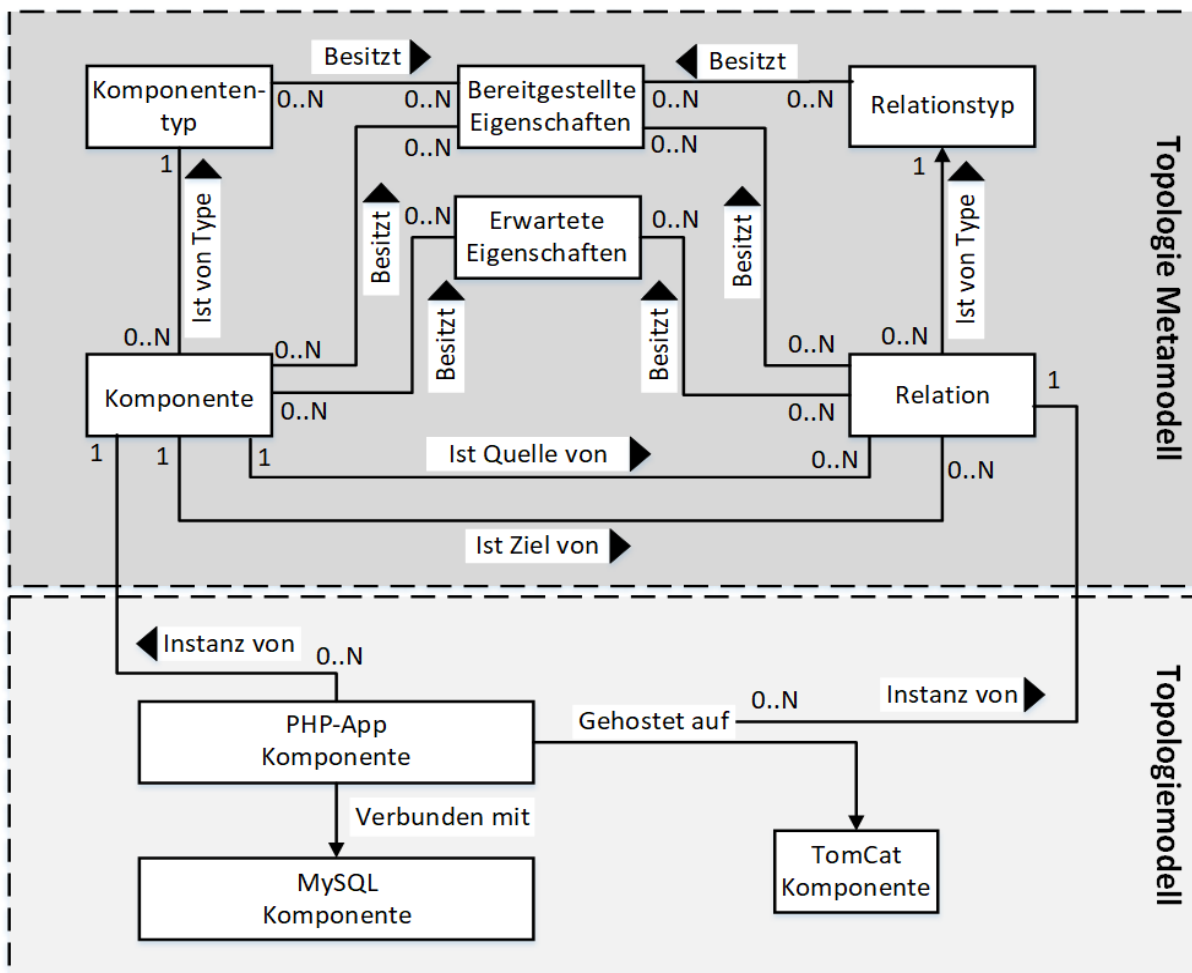 Besitzt
Besitzt
Komponenten-
typ
0..N
0..N
Bereitgestellte
Eigenschaften
0..N
0..N
Relationstyp
1
0..N
0..N
1
Ist von Type
Besitzt
0..N
Erwartete
Eigenschaften
0..N
Besitzt
Ist von Type
Besitzt
Besitzt
0..N
0..N
0..N
0..N
Komponente
0..N
0..N
Relation
1
1
1
1
Ist Quelle von
0..N
0..N
Ist Ziel von
Topologie Metamodell
Instanz von
0..N
PHP-App
Komponente
Gehostet auf
0..N
Instanz von
Verbunden mit
MySQL
Komponente
TomCat
Komponente
Topologiemodell